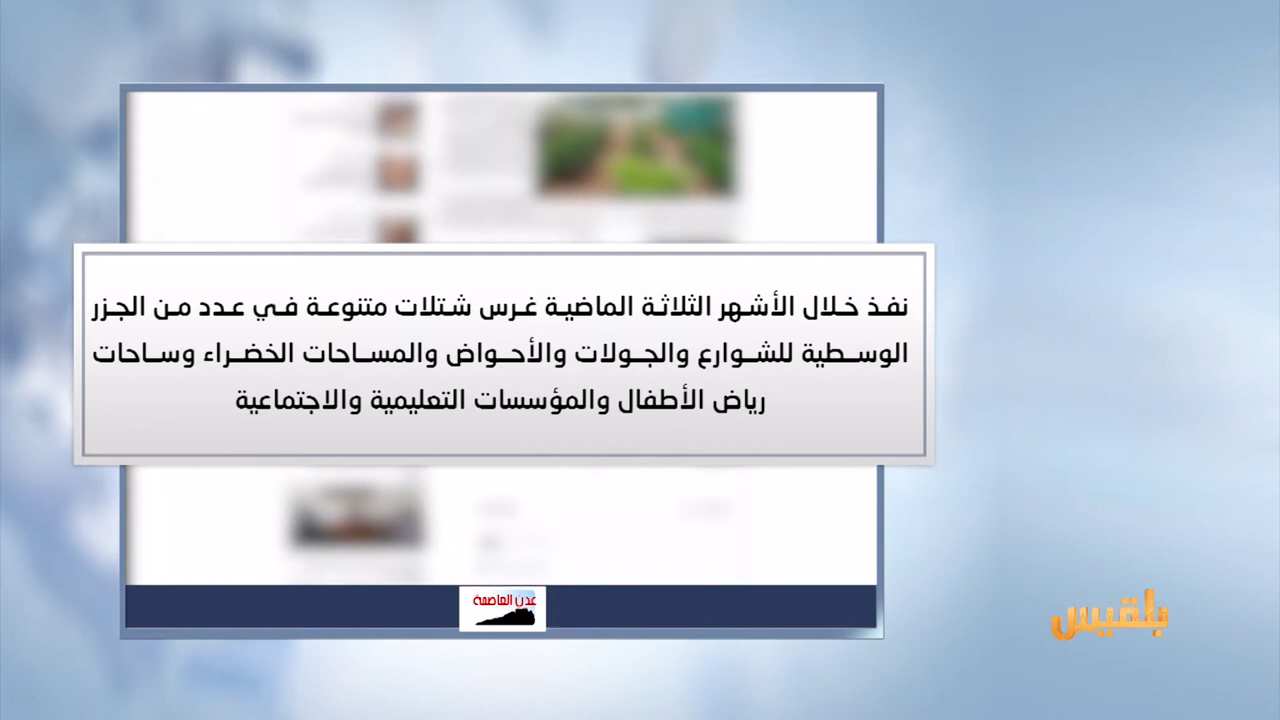 نفذ خلال الأشهر الثلاثة الماضية غرس شتلات متنوعة في عدد من الجزر
الوسطية للشوارع والجولات والأحواض والمساحات الخضراء وساحات
رياض الأطفال والمؤسسات التعليمية والاجتماعية
عدن العاصمة
بلقيس